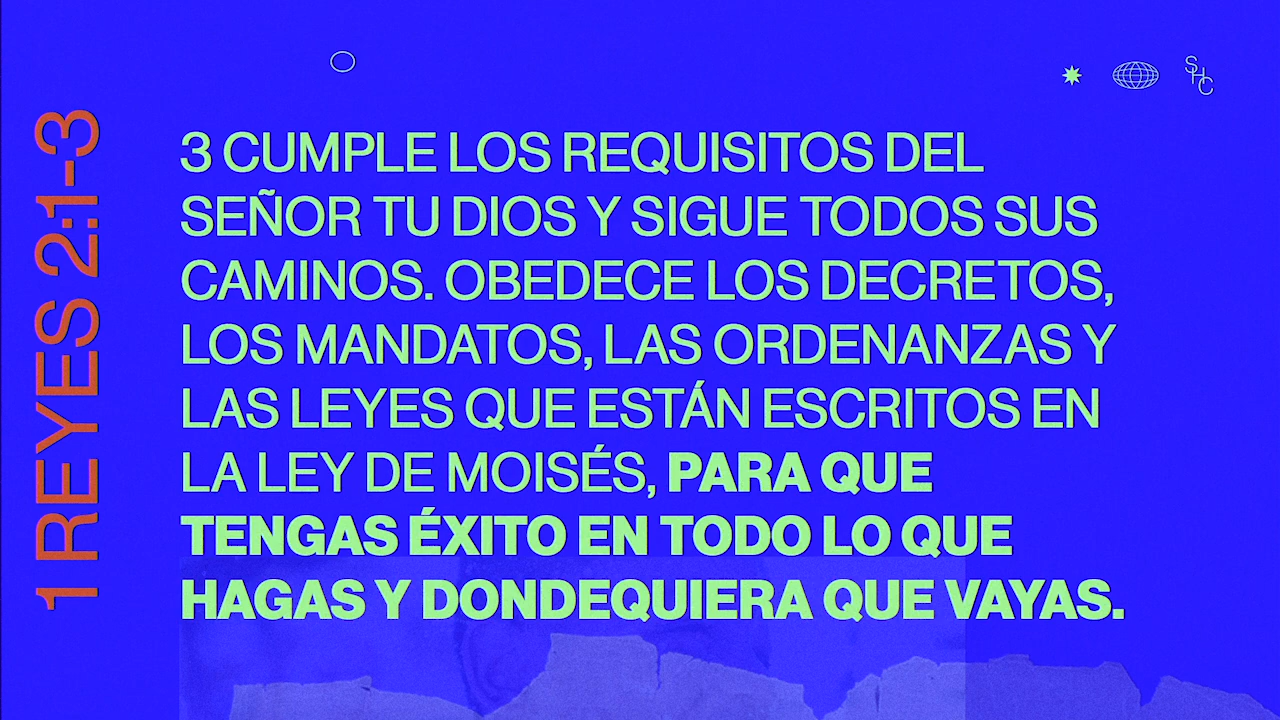 SHC
1 REYES 2:1-3
3 CUMPLE LOS REQUISITOS DEL
SEÑOR TU DIOS Y SIGUE TODOS SUS
CAMINOS. OBEDECE LOS DECRETOS,
LOS MANDATOS, LAS ORDENANZAS Y
LAS LEYES QUE ESTÁN ESCRITOS EN
LA LEY DE MOISÉS, PARA QUE
TENGAS ÉXITO EN TODO LO QUE
HAGAS Y DONDEQUIERA QUE VAYAS.